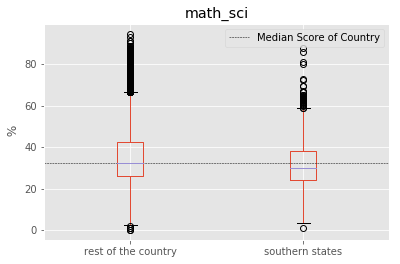 math_sci
Median Score of Country
80
60
%
40
20
0
rest of the country
southern states